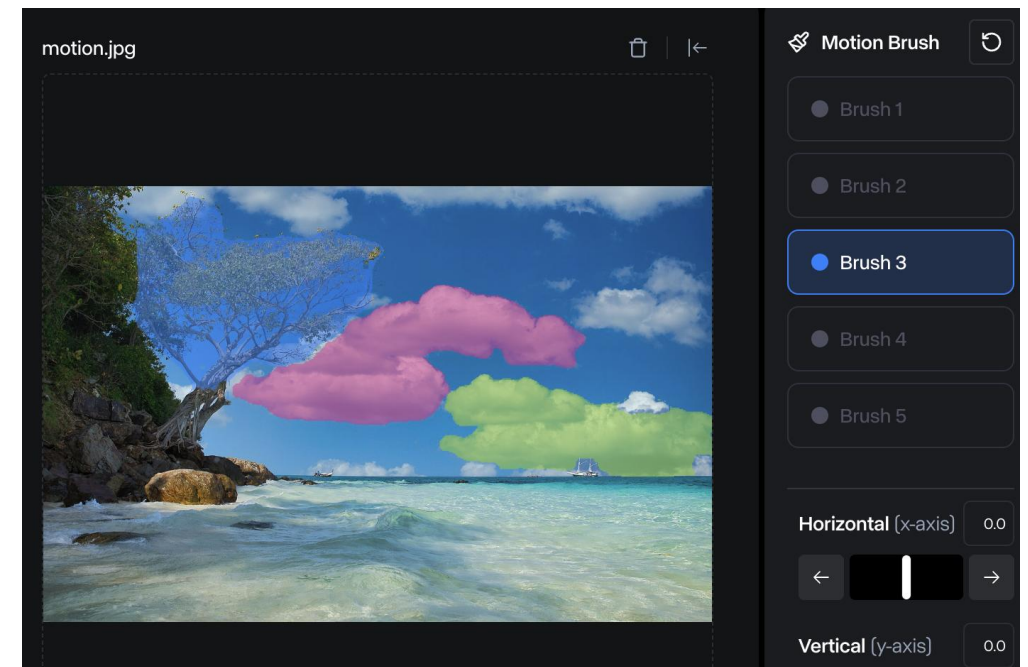 motion.jpg
Motion Brush
Brush 1
Brush 2
Brush 3
Brush 4
Brush 5
Horizontal (x-axis) 0.0
Vertical (y-axis) 0.0